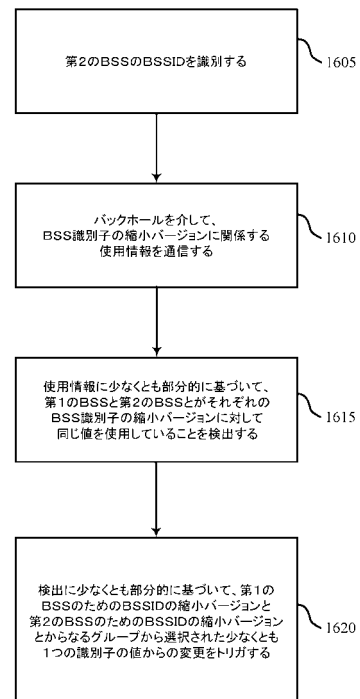 第2のBSSのBSSIDを識別する
1605
バックホールを介して、
BSS識別子の縮小バージョンに関係する
使用情報を通信する
1610
使用情報に少なくとも部分的に基づいて、
第1のBSSと第2のBSSとがそれぞれの
BSS識別子の縮小バージョンに対して
同じ値を使用していることを検出する
1615
検出に少なくとも部分的に基づいて、第1の
BSSのためのBSSIDの縮小バージョンと
第2のBSSのためのBSSIDの縮小バージョン
とからなるグループから選択された少なくとも
1つの識別子の値からの変更をトリガする
1620